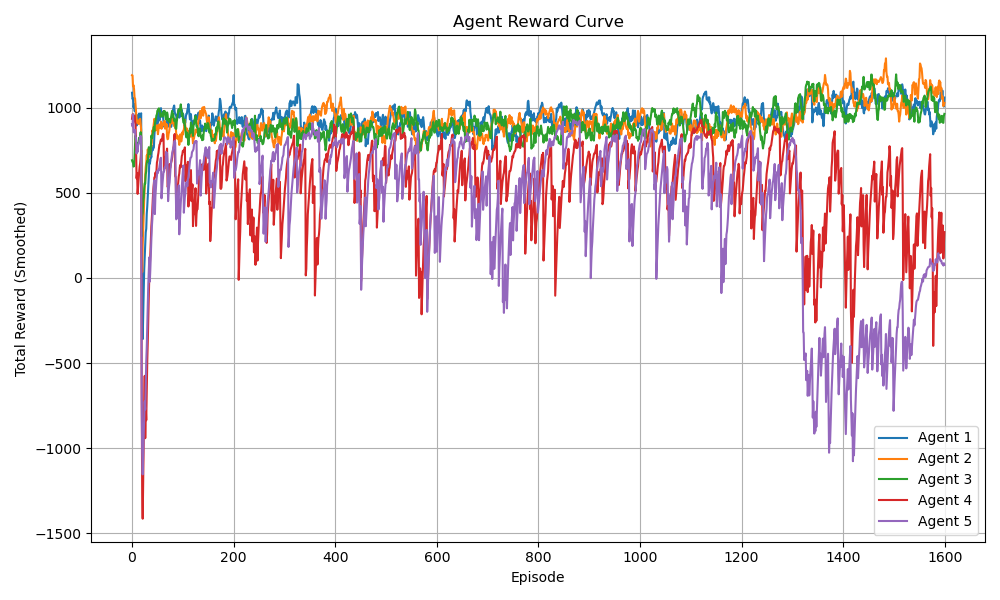 Agent Reward Curve
Total Reward (Smoothed)
1000
500
0
−500
−1000
−1500
0 200 400 600 800 1000 1200 1400 1600
Episode
Agent 1
Agent 2
Agent 3
Agent 4
Agent 5